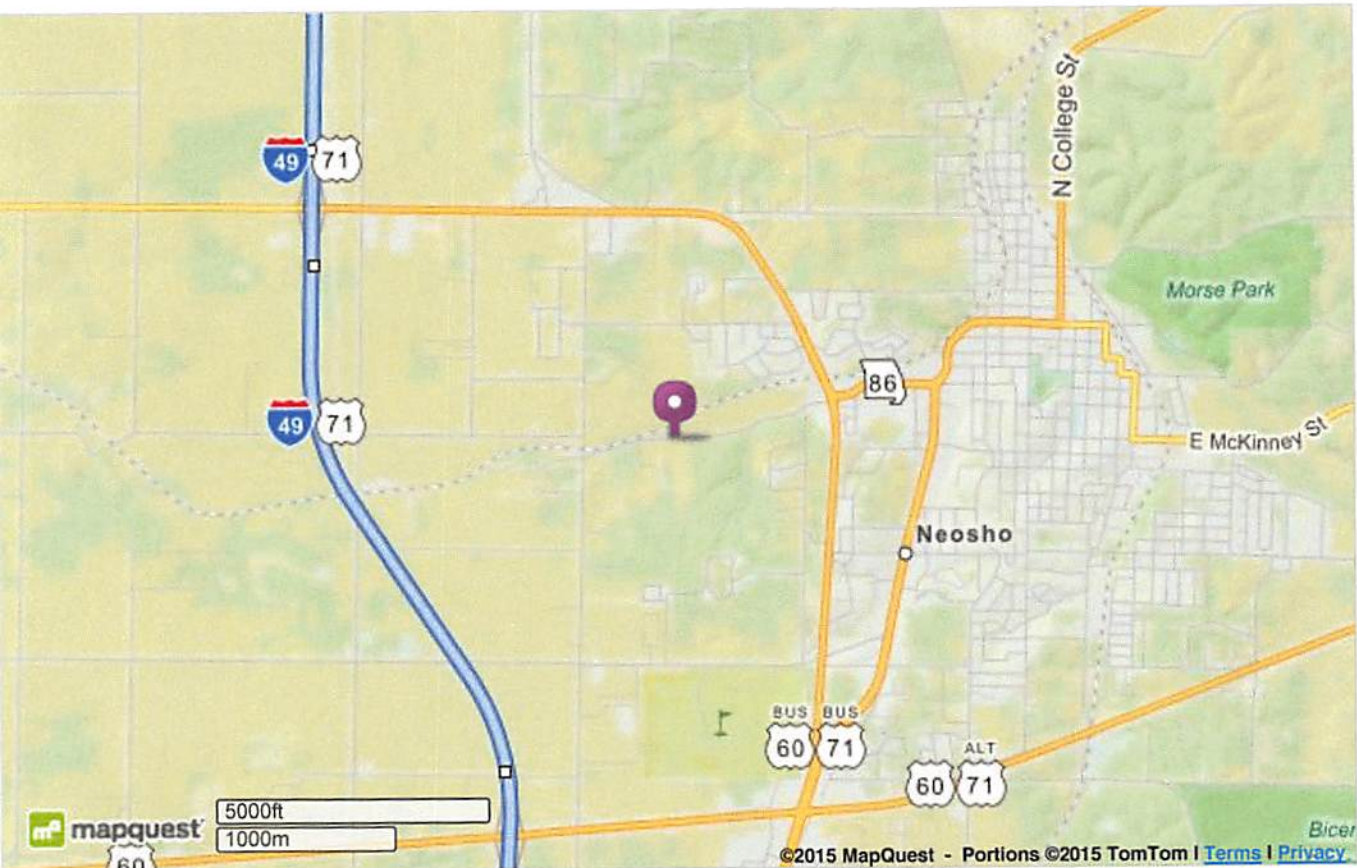 N College St
49
71
Morse Park
86
49
71
E McKinney St
Neosho
BUS BUS
60 71
ALT
60 71
5000ft
mapquest
1000m
60
Bicer
©2015 MapQuest - Portions ©2015 TomTom | Terms | Privacy